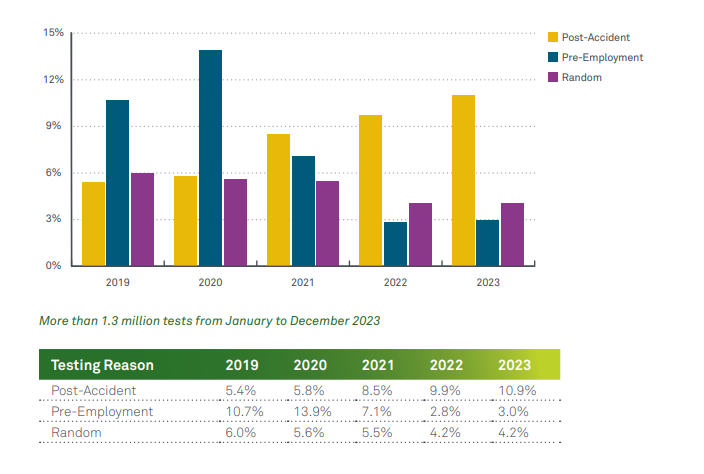 15%
12%
9%
6%
3%
0%
2019 2020 2021 2022 2023
Post-Accident
Pre-Employment
Random
More than 1.3 million tests from January to December 2023
Testing Reason 2019 2020 2021 2022 2023
Post-Accident 5.4% 5.8% 8.5% 9.9% 10.9%
Pre-Employment 10.7% 13.9% 7.1% 2.8% 3.0%
Random 6.0% 5.6% 5.5% 4.2% 4.2%